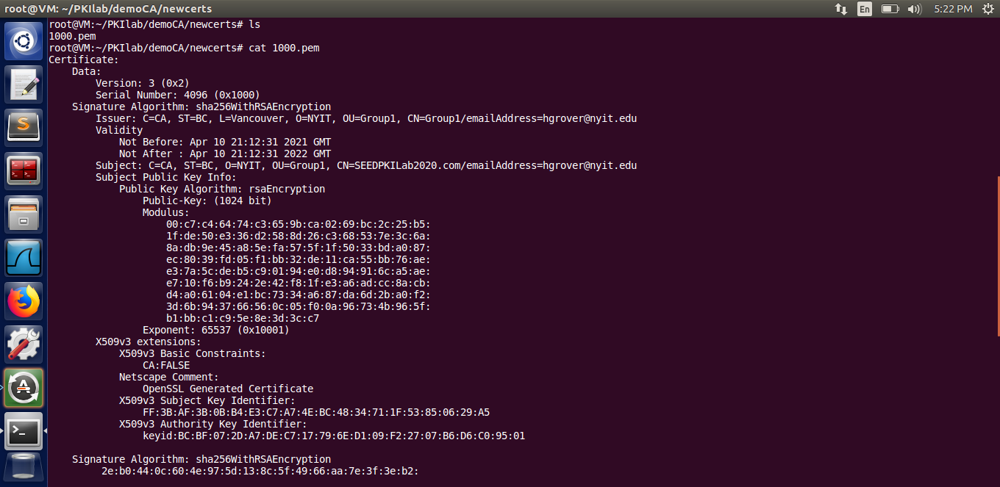 root@VM: ~/PKIlab/demoCA/newcerts
En
5:22 PM
root@VM:~/PKIlab/demoCA/newcerts# ls
1000.pem
root@VM:~/PKIlab/demoCA/newcerts# cat 1000.pem
Certificate:
    Data:
        Version: 3 (0x2)
        Serial Number: 4096 (0x1000)
    Signature Algorithm: sha256WithRSAEncryption
        Issuer: C=CA, ST=BC, L=Vancouver, O=NYIT, OU=Group1, CN=Group1/emailAddress=hgrover@nyit.edu
        Validity
            Not Before: Apr 10 21:12:31 2021 GMT
            Not After : Apr 10 21:12:31 2022 GMT
        Subject: C=CA, ST=BC, O=NYIT, OU=Group1, CN=SEEDPKILab2020.com/emailAddress=hgrover@nyit.edu
        Subject Public Key Info:
            Public Key Algorithm: rsaEncryption
                Public-Key: (1024 bit)
                Modulus:
                    00:c7:c4:64:74:c3:65:9b:ca:02:69:bc:2c:25:b5:
                    1f:de:50:e3:36:d2:58:8d:26:c3:68:53:7e:3c:6a:
                    8a:db:9e:45:a8:5e:fa:57:5f:1f:50:33:bd:a0:87:
                    ec:80:39:fd:05:f1:bb:32:de:11:ca:55:bb:76:ae:
                    e3:7a:5c:de:b5:c9:01:94:e0:d8:94:91:6c:a5:ae:
                    e7:10:f6:b9:24:2e:42:f8:1f:e3:a6:ad:cc:8a:cb:
                    d4:a0:61:04:e1:bc:73:34:a6:87:da:6d:2b:a0:f2:
                    3d:6b:94:37:66:56:0c:05:f0:0a:96:73:4b:96:5f:
                    b1:bb:c1:c9:5e:8e:3d:3c:c7
                Exponent: 65537 (0x10001)
        X509v3 extensions:
            X509v3 Basic Constraints:
                CA:FALSE
            Netscape Comment:
                OpenSSL Generated Certificate
            X509v3 Subject Key Identifier:
                FF:3B:AF:3B:0B:B4:E3:C7:A7:4E:BC:48:34:71:1F:53:85:06:29:A5
            X509v3 Authority Key Identifier:
                keyid:BC:BF:07:2D:A7:DE:C7:17:79:6E:D1:09:F2:27:07:B6:D6:C0:95:01
    Signature Algorithm: sha256WithRSAEncryption
         2e:b0:44:0c:60:4e:97:5d:13:8c:5f:49:66:aa:7e:3f:3e:b2: